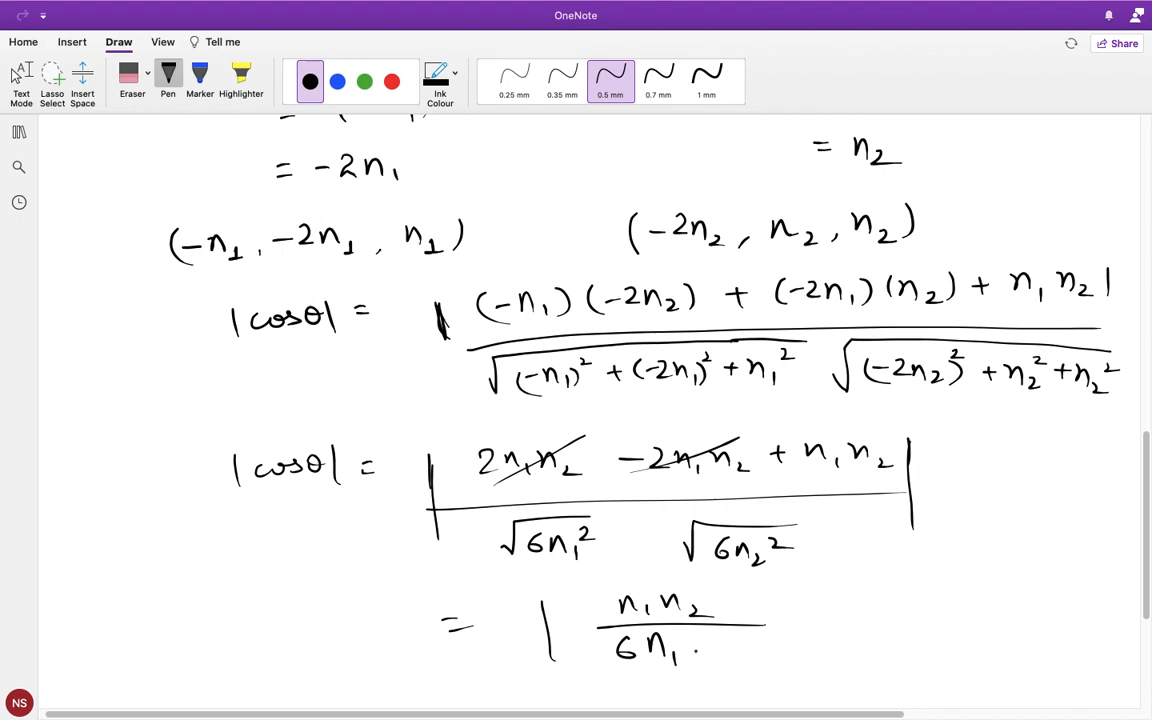 OneNote
Home Insert Draw View Tell me
Share
Text Mode
Lasso Select
Insert Space
Eraser
Pen
Marker
Highlighter
Ink Colour
0.25 mm 0.35 mm 0.5 mm 0.7 mm 1 mm
= -2n₁
= n₂
(-n₁, -2n₁, n₁) (-2n₂, n₂, n₂)
|cosθ| = |(-n₁)(-2n₂) + (-2n₁)(n₂) + n₁n₂|
√(-n₁)² + (-2n₁)² + n₁² √(-2n₂)² + n₂² + n₂²
|cosθ| = | 2n₁n₂ - 2n₁n₂ + n₁n₂ |
√6n₁² √6n₂²
= | n₁n₂
6n₁ .
NS